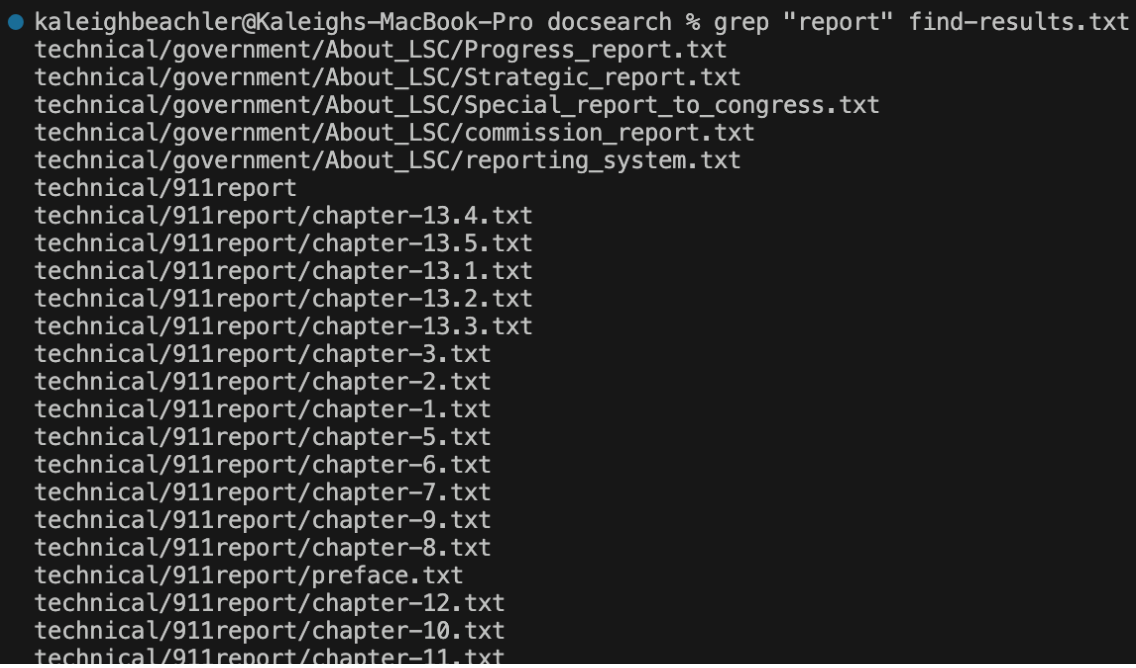 kaleighbeachler@Kaleighs-MacBook-Pro docsearch % grep "report" find-results.txt
technical/government/About_LSC/Progress_report.txt
technical/government/About_LSC/Strategic_report.txt
technical/government/About_LSC/Special_report_to_congress.txt
technical/government/About_LSC/commission_report.txt
technical/government/About_LSC/reporting_system.txt
technical/911report
technical/911report/chapter-13.4.txt
technical/911report/chapter-13.5.txt
technical/911report/chapter-13.1.txt
technical/911report/chapter-13.2.txt
technical/911report/chapter-13.3.txt
technical/911report/chapter-3.txt
technical/911report/chapter-2.txt
technical/911report/chapter-1.txt
technical/911report/chapter-5.txt
technical/911report/chapter-6.txt
technical/911report/chapter-7.txt
technical/911report/chapter-9.txt
technical/911report/chapter-8.txt
technical/911report/preface.txt
technical/911report/chapter-12.txt
technical/911report/chapter-10.txt
technical/911report/chapter-11.txt